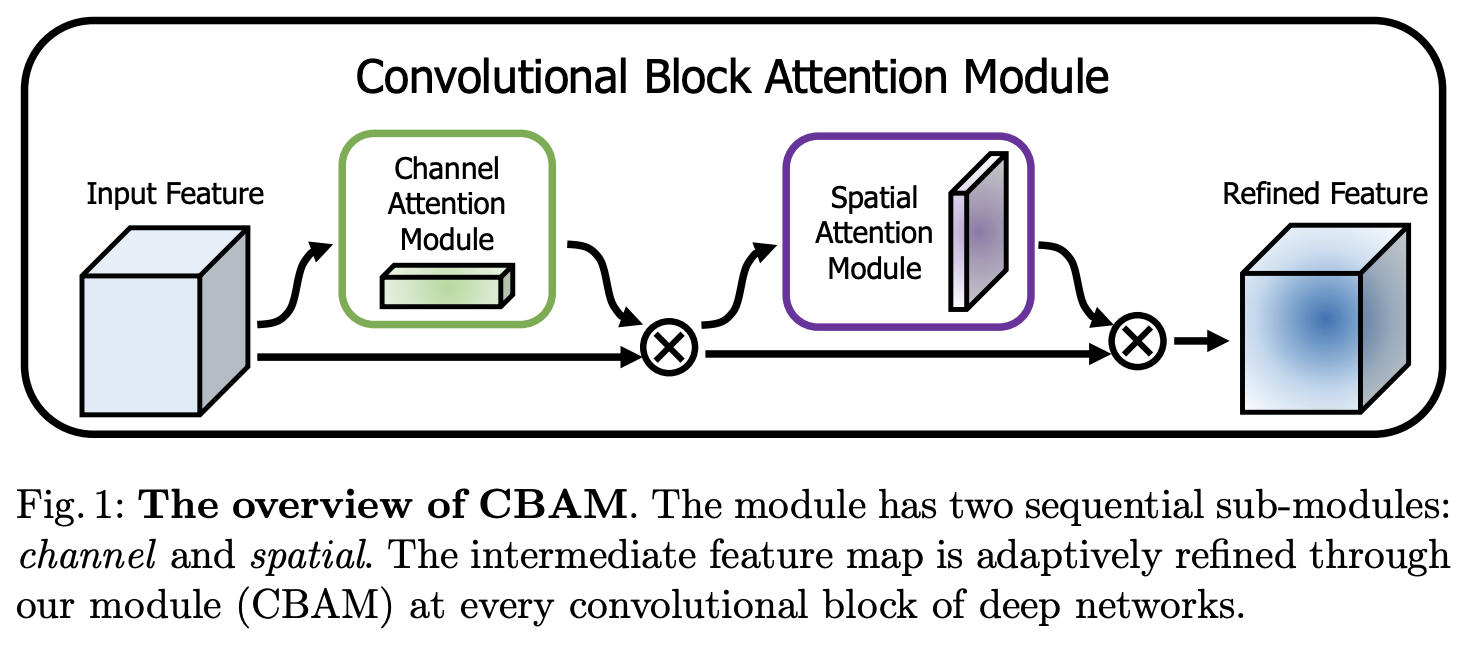 Convolutional Block Attention Module
Input Feature
Channel
Attention
Module
Spatial
Attention
Module
Refined Feature
Fig. 1: The overview of CBAM. The module has two sequential sub-modules:
channel and spatial. The intermediate feature map is adaptively refined through
our module (CBAM) at every convolutional block of deep networks.